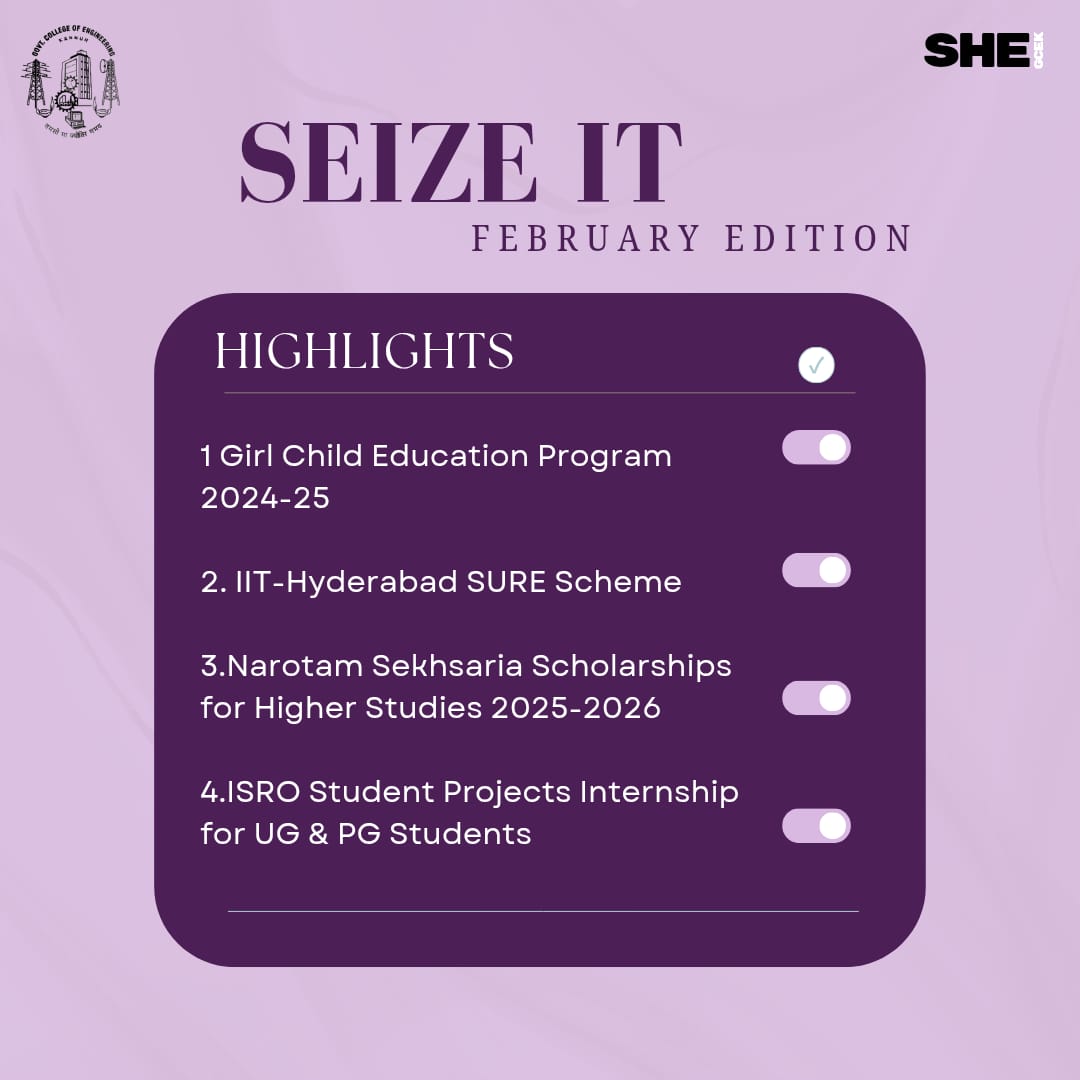 GOVT. COLLEGE OF ENGINEERING
KANNUR
तमसो मा ज्योतिर गमय
SHE
GCEK
SEIZE IT
FEBRUARY EDITION
HIGHLIGHTS
1 Girl Child Education Program
2024-25
2. IIT-Hyderabad SURE Scheme
3.Narotam Sekhsaria Scholarships
for Higher Studies 2025-2026
4.ISRO Student Projects Internship
for UG & PG Students